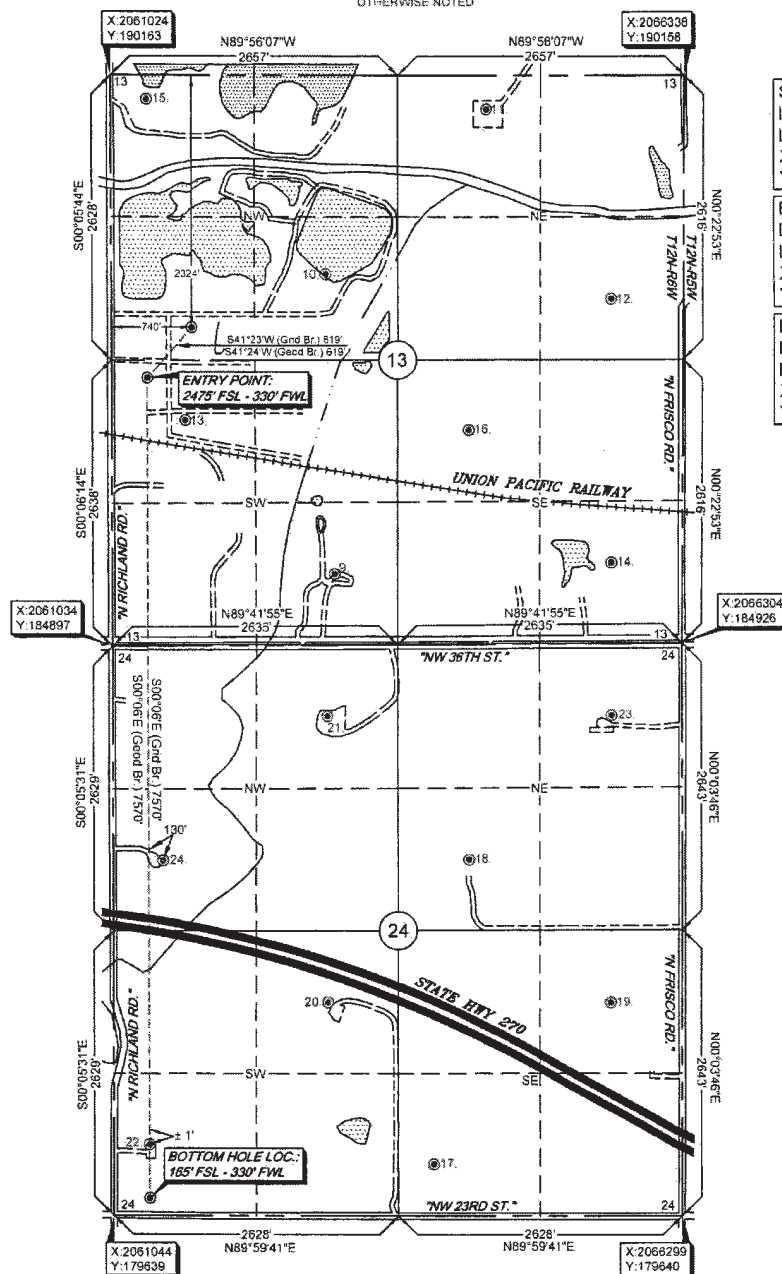 OTHERWISE NOTED
X:2061024
Y:190163
X:2066338
Y:190158
N89°56'07"W
2657'
N89°56'07"W
2657'
13
13
15.
11.
S00°05'44"E
2628'
NW
NE
N00°22'53"E
2616'
T12N-R6W
T12N-R5W
2324'
10.
12.
740'
S41°23'W (Grid Br.) 619'
S41°24'W (Geod Br.) 619'
13
ENTRY POINT:
2475' FSL - 330' FWL
13.
16.
"N FRISCO RD."
UNION PACIFIC RAILWAY
S00°06'14"E
2638'
SW
SE
N00°22'53"E
2616'
"N RICHLAND RD."
9.
14.
X:2061034
Y:184897
X:2066304
Y:184926
N89°41'55"E
2635'
N89°41'55"E
2635'
13
13
24
24
"NW 36TH ST."
21.
23.
S00°06'E (Grid Br.) 7570'
S00°06'E (Geod Br.) 7570'
S00°05'31"E
2629'
NW
NE
N00°03'46"E
2643'
130'
24.
18.
24
20.
STATE HWY 270
19.
"N FRISCO RD."
"N RICHLAND RD."
S00°05'31"E
2629'
SW
SE
N00°03'46"E
2643'
22.
± 1'
BOTTOM HOLE LOC.:
165' FSL - 330' FWL
17.
24
"NW 23RD ST."
24
2628'
N89°59'41"E
2628'
N89°59'41"E
X:2061044
Y:179639
X:2066299
Y:179640